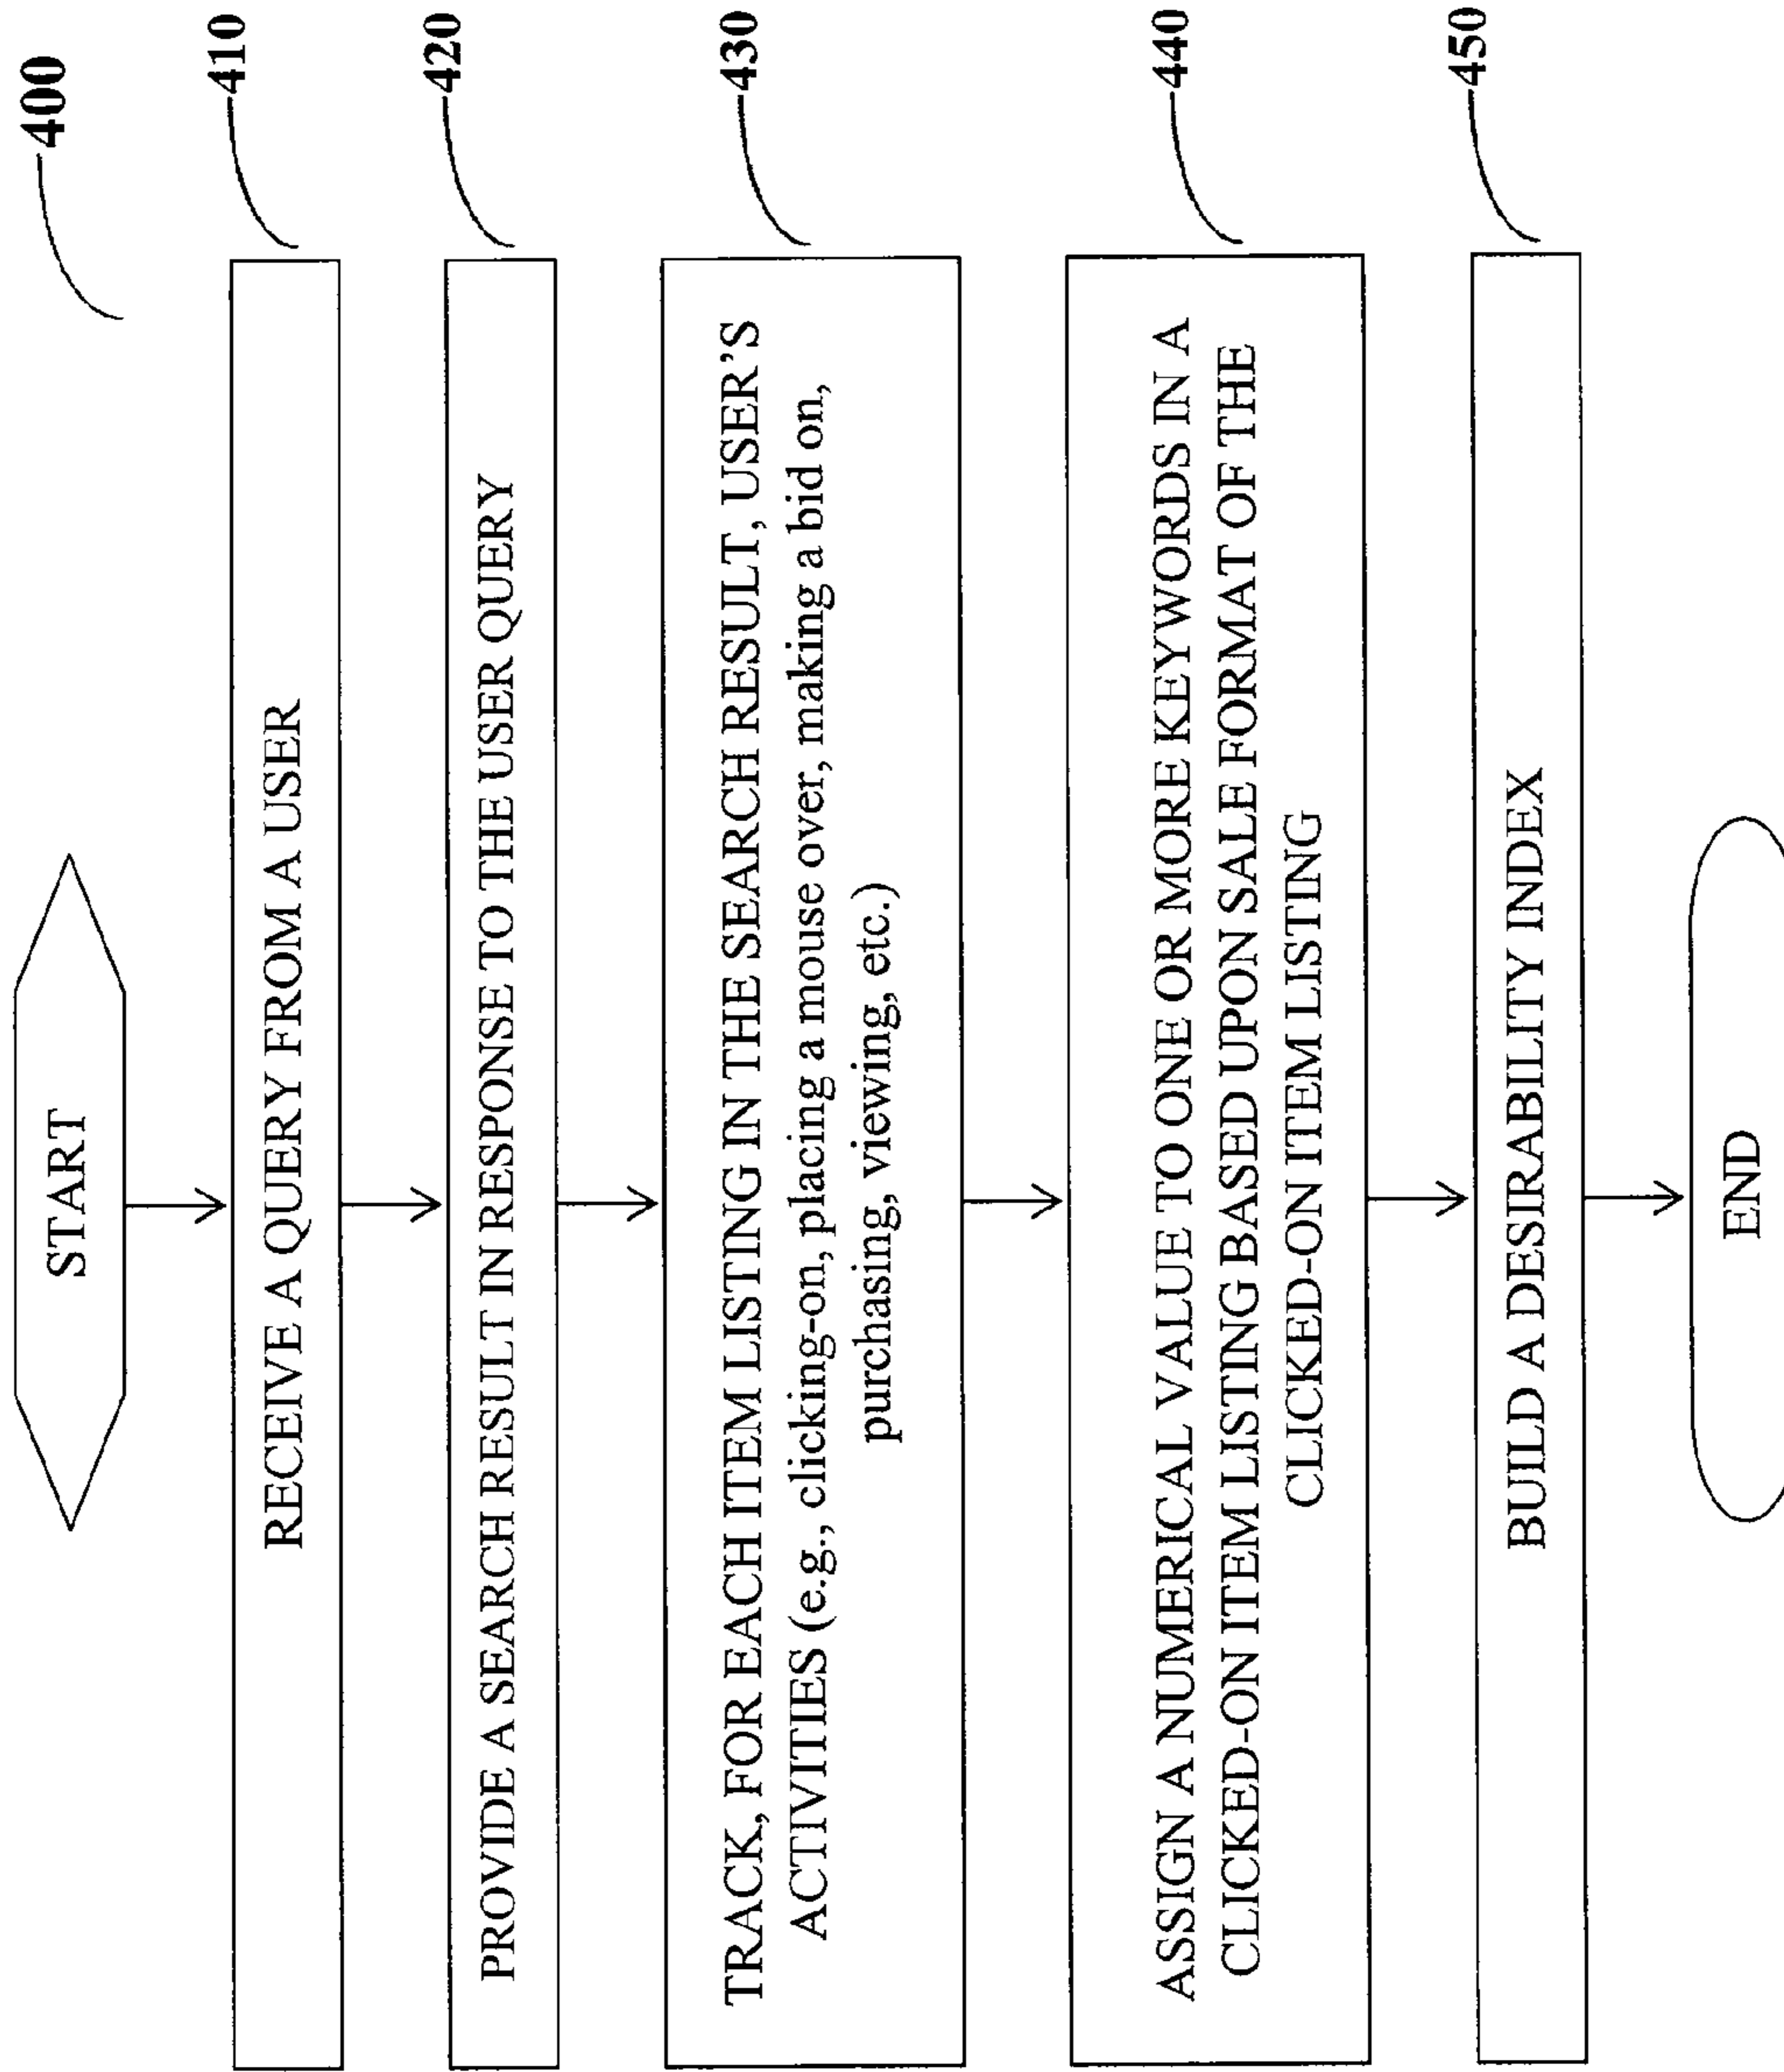 400
START
410
RECEIVE A QUERY FROM A USER
420
PROVIDE A SEARCH RESULT IN RESPONSE TO THE USER QUERY
430
TRACK, FOR EACH ITEM LISTING IN THE SEARCH RESULT, USER'S
ACTIVITIES (e.g., clicking-on, placing a mouse over, making a bid on,
purchasing, viewing, etc.)
440
ASSIGN A NUMERICAL VALUE TO ONE OR MORE KEYWORDS IN A
CLICKED-ON ITEM LISTING BASED UPON SALE FORMAT OF THE
CLICKED-ON ITEM LISTING
450
BUILD A DESIRABILITY INDEX
END